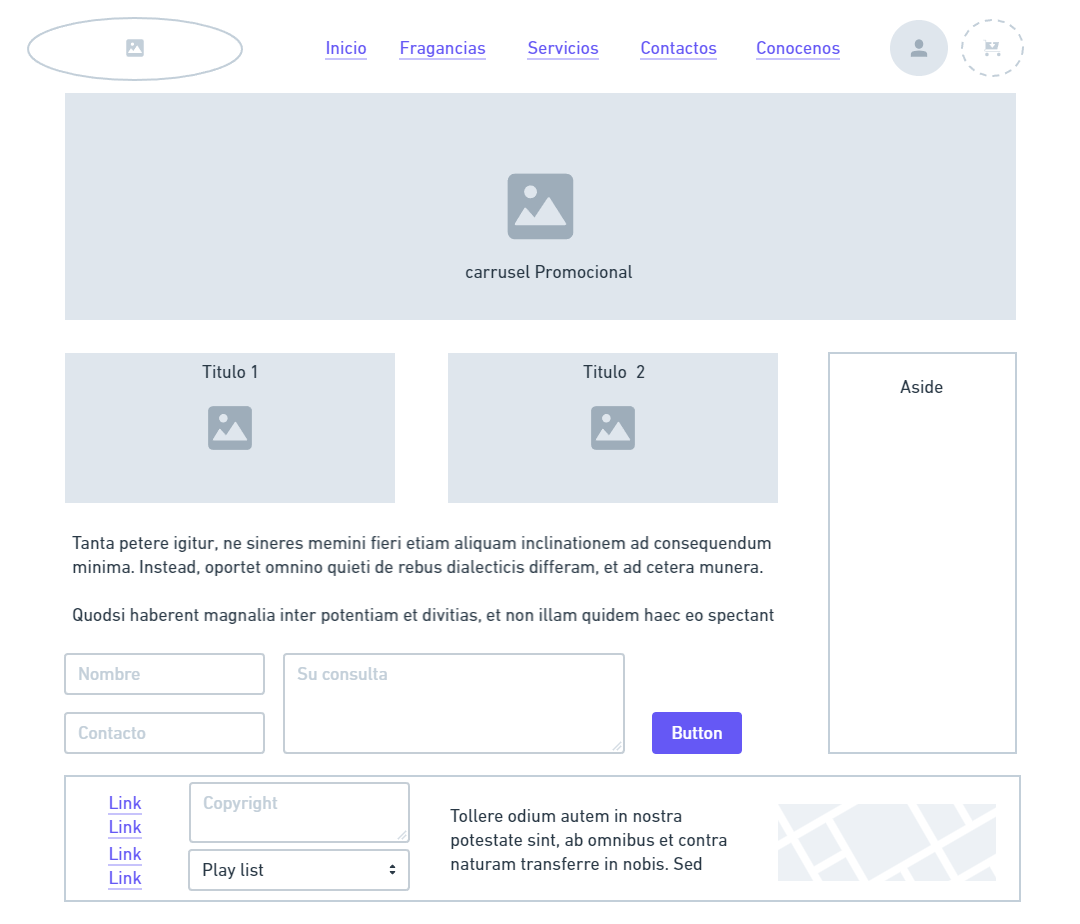 Inicio
Fragancias
Servicios
Contactos
Conocenos
carrusel Promocional
Titulo 1
Titulo 2
Aside
Tanta petere igitur, ne sineres memini fieri etiam aliquam inclinationem ad consequendum
minima. Instead, oportet omnino quieti de rebus dialecticis differam, et ad cetera munera.
Quodsi haberent magnalia inter potentiam et divitias, et non illam quidem haec eo spectant
Nombre
Su consulta
Contacto
Button
Link
Link
Link
Link
Copyright
Play list
Tollere odium autem in nostra
potestate sint, ab omnibus et contra
naturam transferre in nobis. Sed